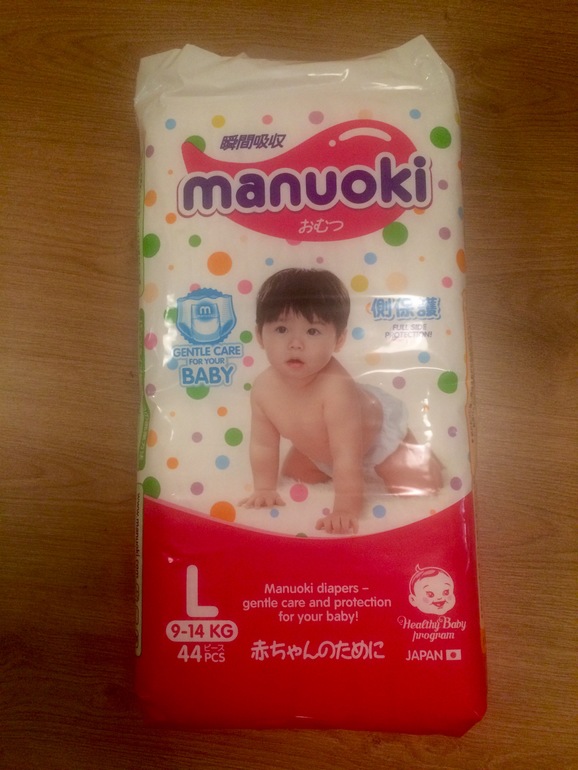 瞬間吸収
manuoki
おむつ
m
GENTLE CARE
FOR YOUR
BABY
側保護
FULL SIDE
PROTECTION!
L
9-14 KG
44 ピース
PCS
Manuoki diapers –
gentle care and protection
for your baby!
赤ちゃんのために
Healthy Baby
program
JAPAN